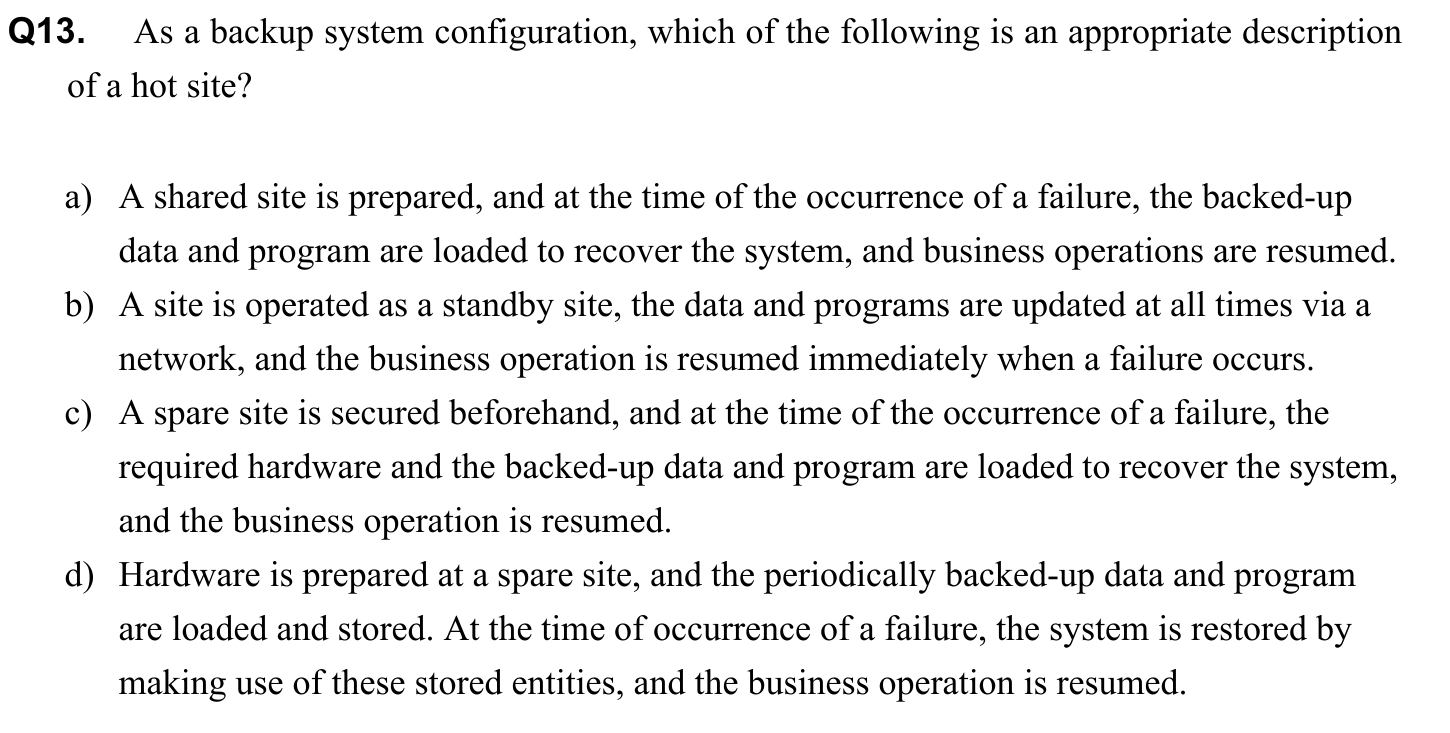 Q13. As a backup system configuration, which of the following is an appropriate description
of a hot site?
a) A shared site is prepared, and at the time of the occurrence of a failure, the backed-up
data and program are loaded to recover the system, and business operations are resumed.
b) A site is operated as a standby site, the data and programs are updated at all times via a
network, and the business operation is resumed immediately when a failure occurs.
c) A spare site is secured beforehand, and at the time of the occurrence of a failure, the
required hardware and the backed-up data and program are loaded to recover the system,
and the business operation is resumed.
d) Hardware is prepared at a spare site, and the periodically backed-up data and program
are loaded and stored. At the time of occurrence of a failure, the system is restored by
making use of these stored entities, and the business operation is resumed.